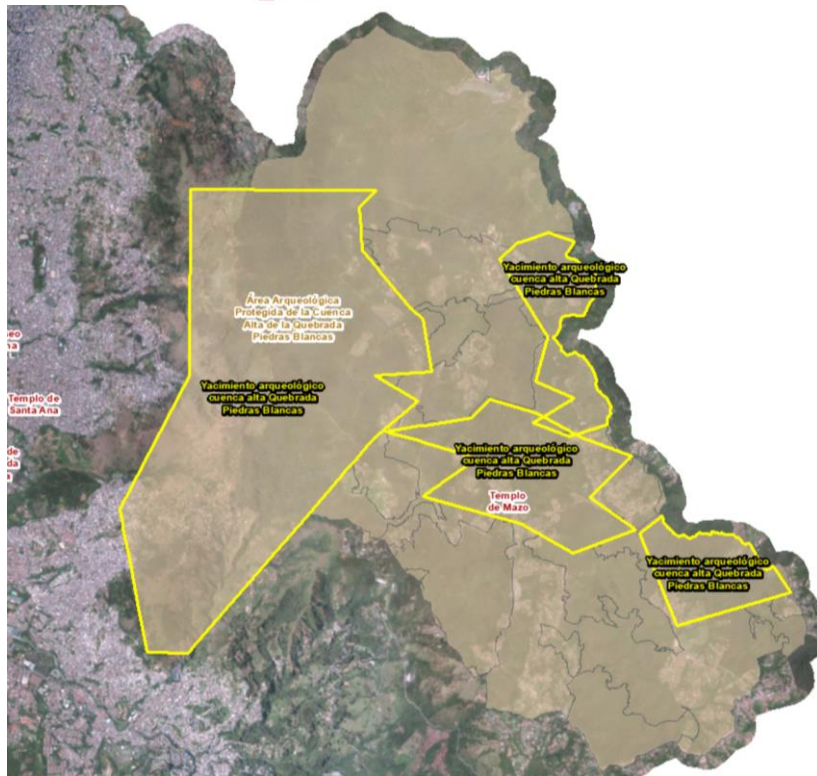 Yacimiento arqueológico
cuenca alta Quebrada
Piedras Blancas
Área Arqueológica
Protegida de la Cuenca
Alta de la Quebrada
Piedras Blancas
Yacimiento arqueológico
cuenca alta Quebrada
Piedras Blancas
Templo de
Santa Ana
Yacimiento arqueológico
cuenca alta Quebrada
Piedras Blancas
Templo
de Mazo
Yacimiento arqueológico
cuenca alta Quebrada
Piedras Blancas